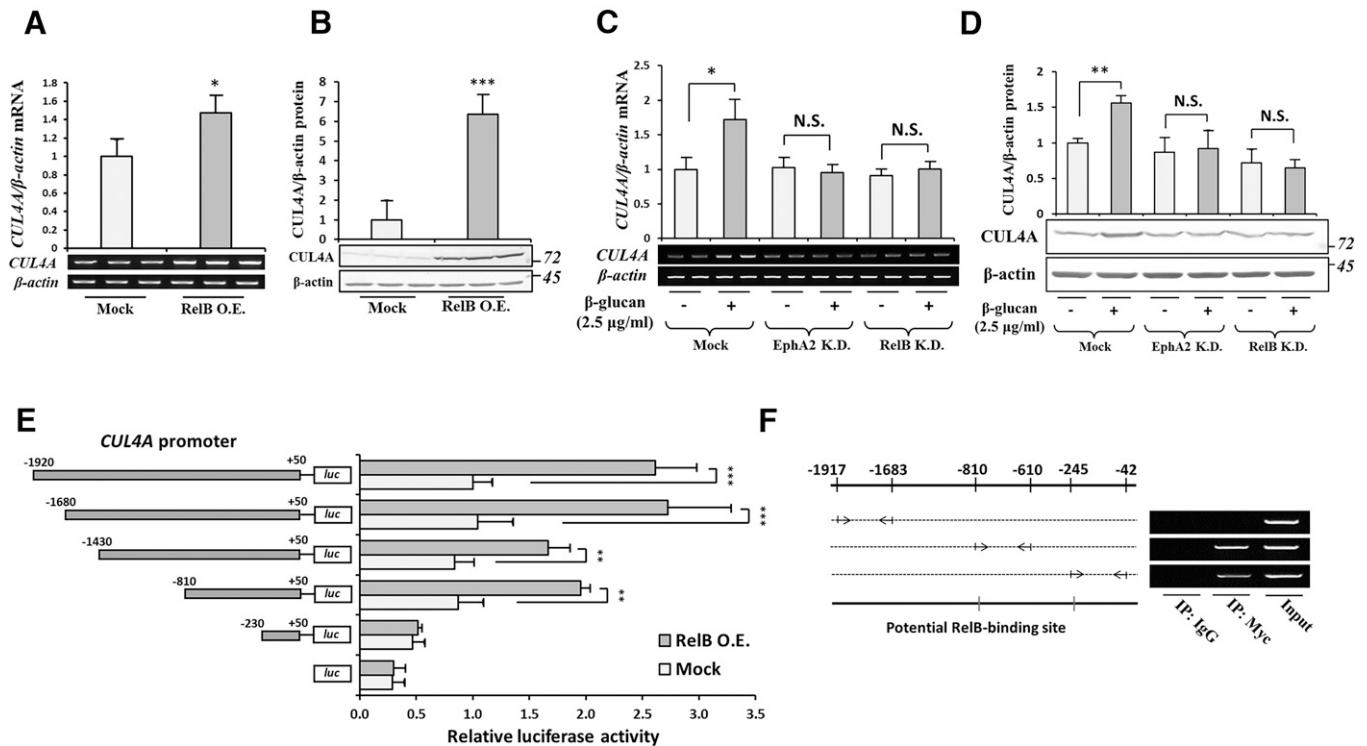 A
CUL4A/β-actin mRNA
1.8
1.6
1.4
1.2
1
0.8
0.6
0.4
0.2
0
*
CUL4A
β-actin
Mock
RelB O.E.
B
CUL4A/β-actin protein
8
7
6
5
4
3
2
1
0
***
CUL4A
72
β-actin
45
Mock
RelB O.E.
C
CUL4A/β-actin mRNA
2.5
2
1.5
1
0.5
0
*
N.S.
N.S.
CUL4A
β-actin
β-glucan - + - + - +
(2.5 μg/ml)
Mock
EphA2 K.D.
RelB K.D.
D
CUL4A/β-actin protein
2
1.5
1
0.5
0
**
N.S.
N.S.
CUL4A
72
β-actin
45
β-glucan - + - + - +
(2.5 μg/ml)
Mock
EphA2 K.D.
RelB K.D.
E
CUL4A promoter
-1920 +50 luc
***
-1680 +50 luc
***
-1430 +50 luc
**
-810 +50 luc
**
-230 +50 luc
luc
RelB O.E.
Mock
0.0 0.5 1.0 1.5 2.0 2.5 3.0 3.5
Relative luciferase activity
F
-1917 -1683 -810 -610 -245 -42
Potential RelB-binding site
IP: IgG
IP: Myc
Input